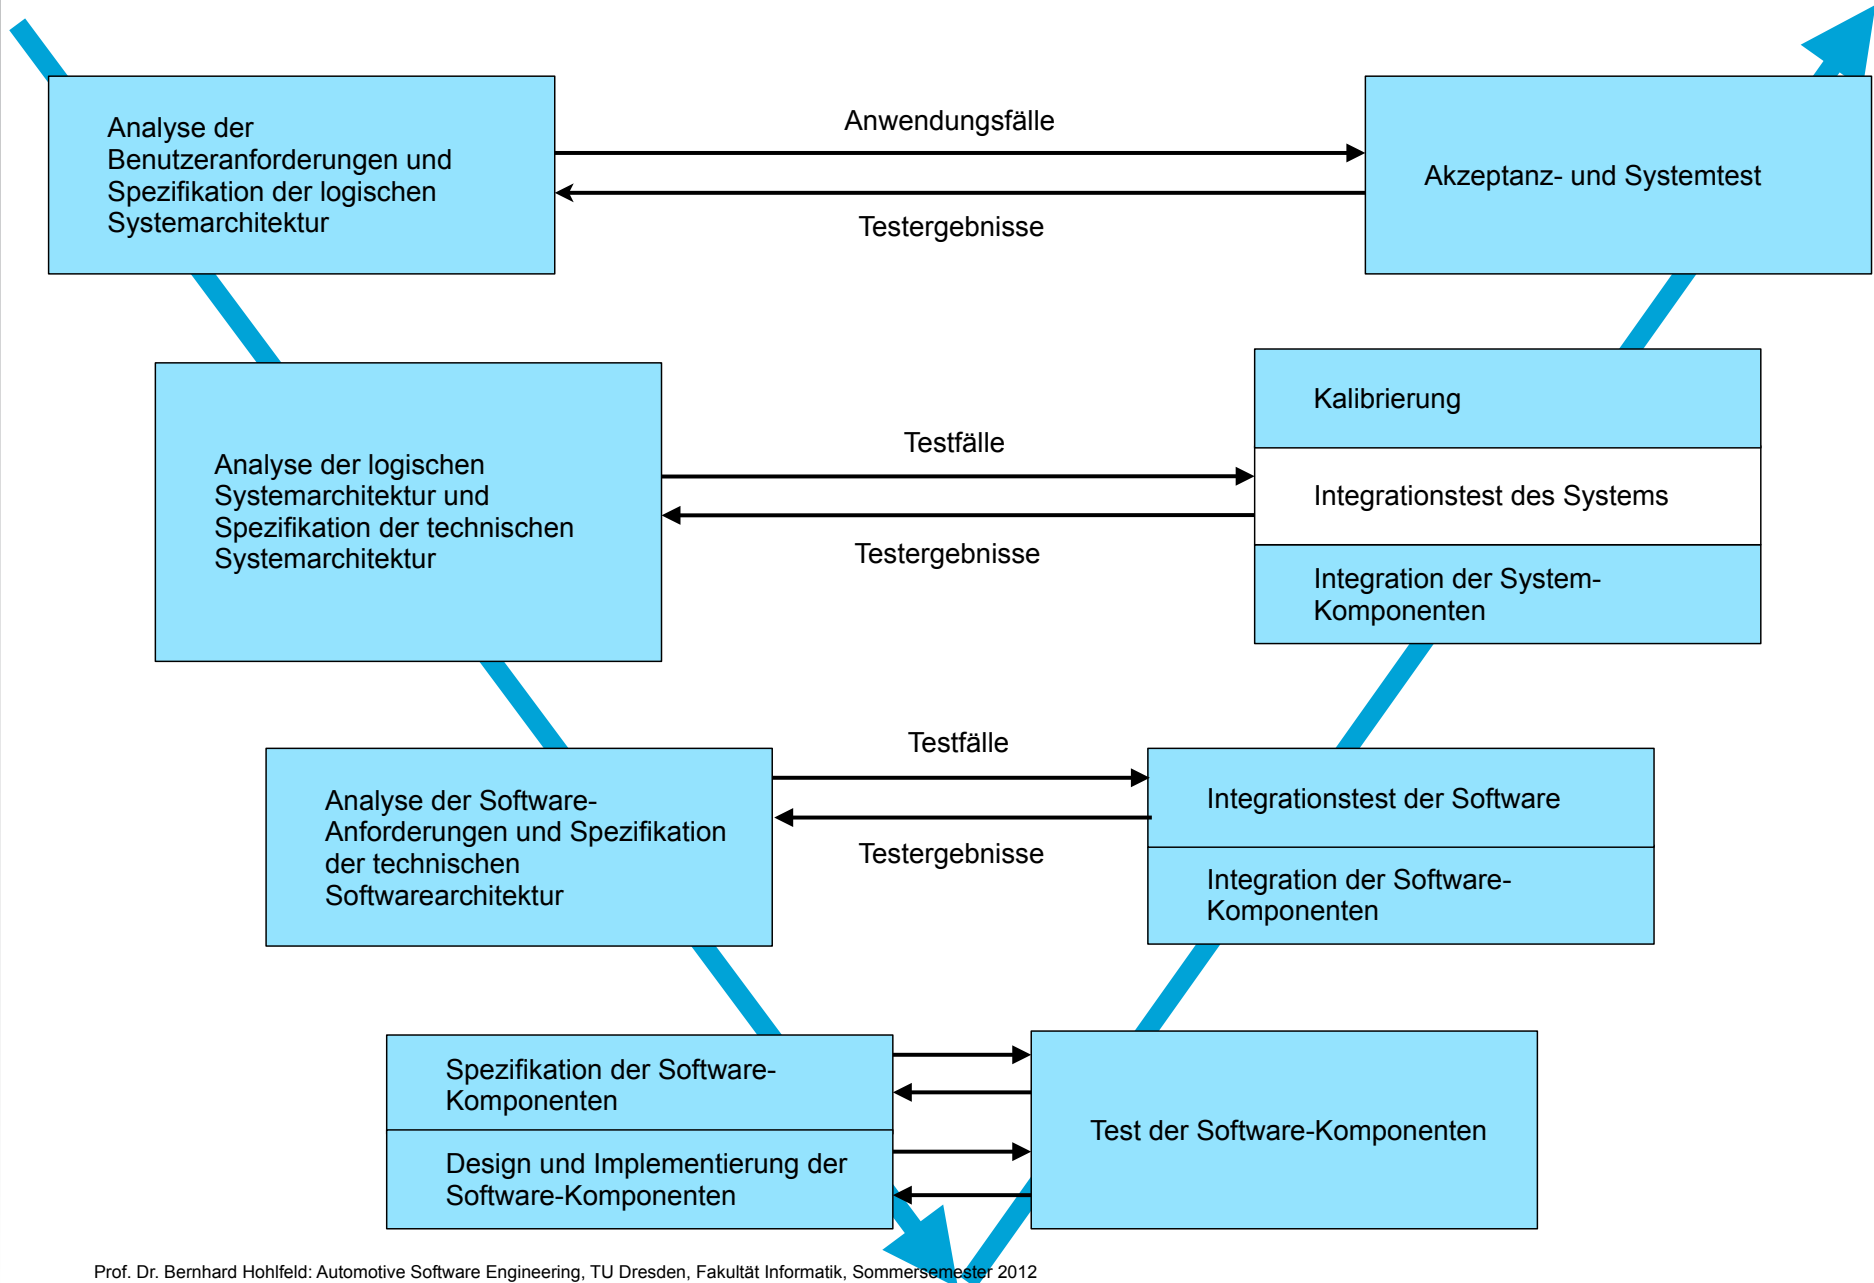 Analyse der
Benutzeranforderungen und
Spezifikation der logischen
Systemarchitektur
Anwendungsfälle
Testergebnisse
Akzeptanz- und Systemtest
Analyse der logischen
Systemarchitektur und
Spezifikation der technischen
Systemarchitektur
Testfälle
Testergebnisse
Kalibrierung
Integrationstest des Systems
Integration der System-
Komponenten
Analyse der Software-
Anforderungen und Spezifikation
der technischen
Softwarearchitektur
Testfälle
Testergebnisse
Integrationstest der Software
Integration der Software-
Komponenten
Spezifikation der Software-
Komponenten
Design und Implementierung der
Software-Komponenten
Test der Software-Komponenten
Prof. Dr. Bernhard Hohlfeld: Automotive Software Engineering, TU Dresden, Fakultät Informatik, Sommersemester 2012